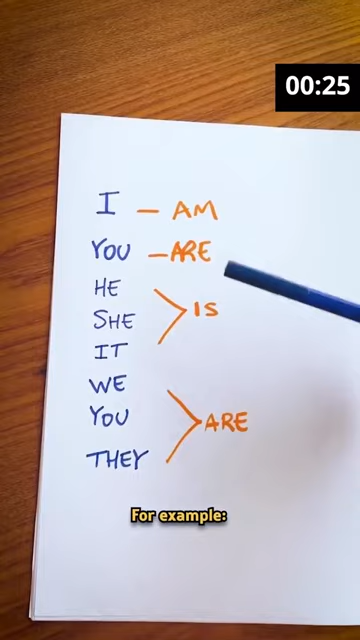 00:25
I — AM
YOU — ARE
HE
SHE IS
IT
WE
YOU ARE
THEY
For example: